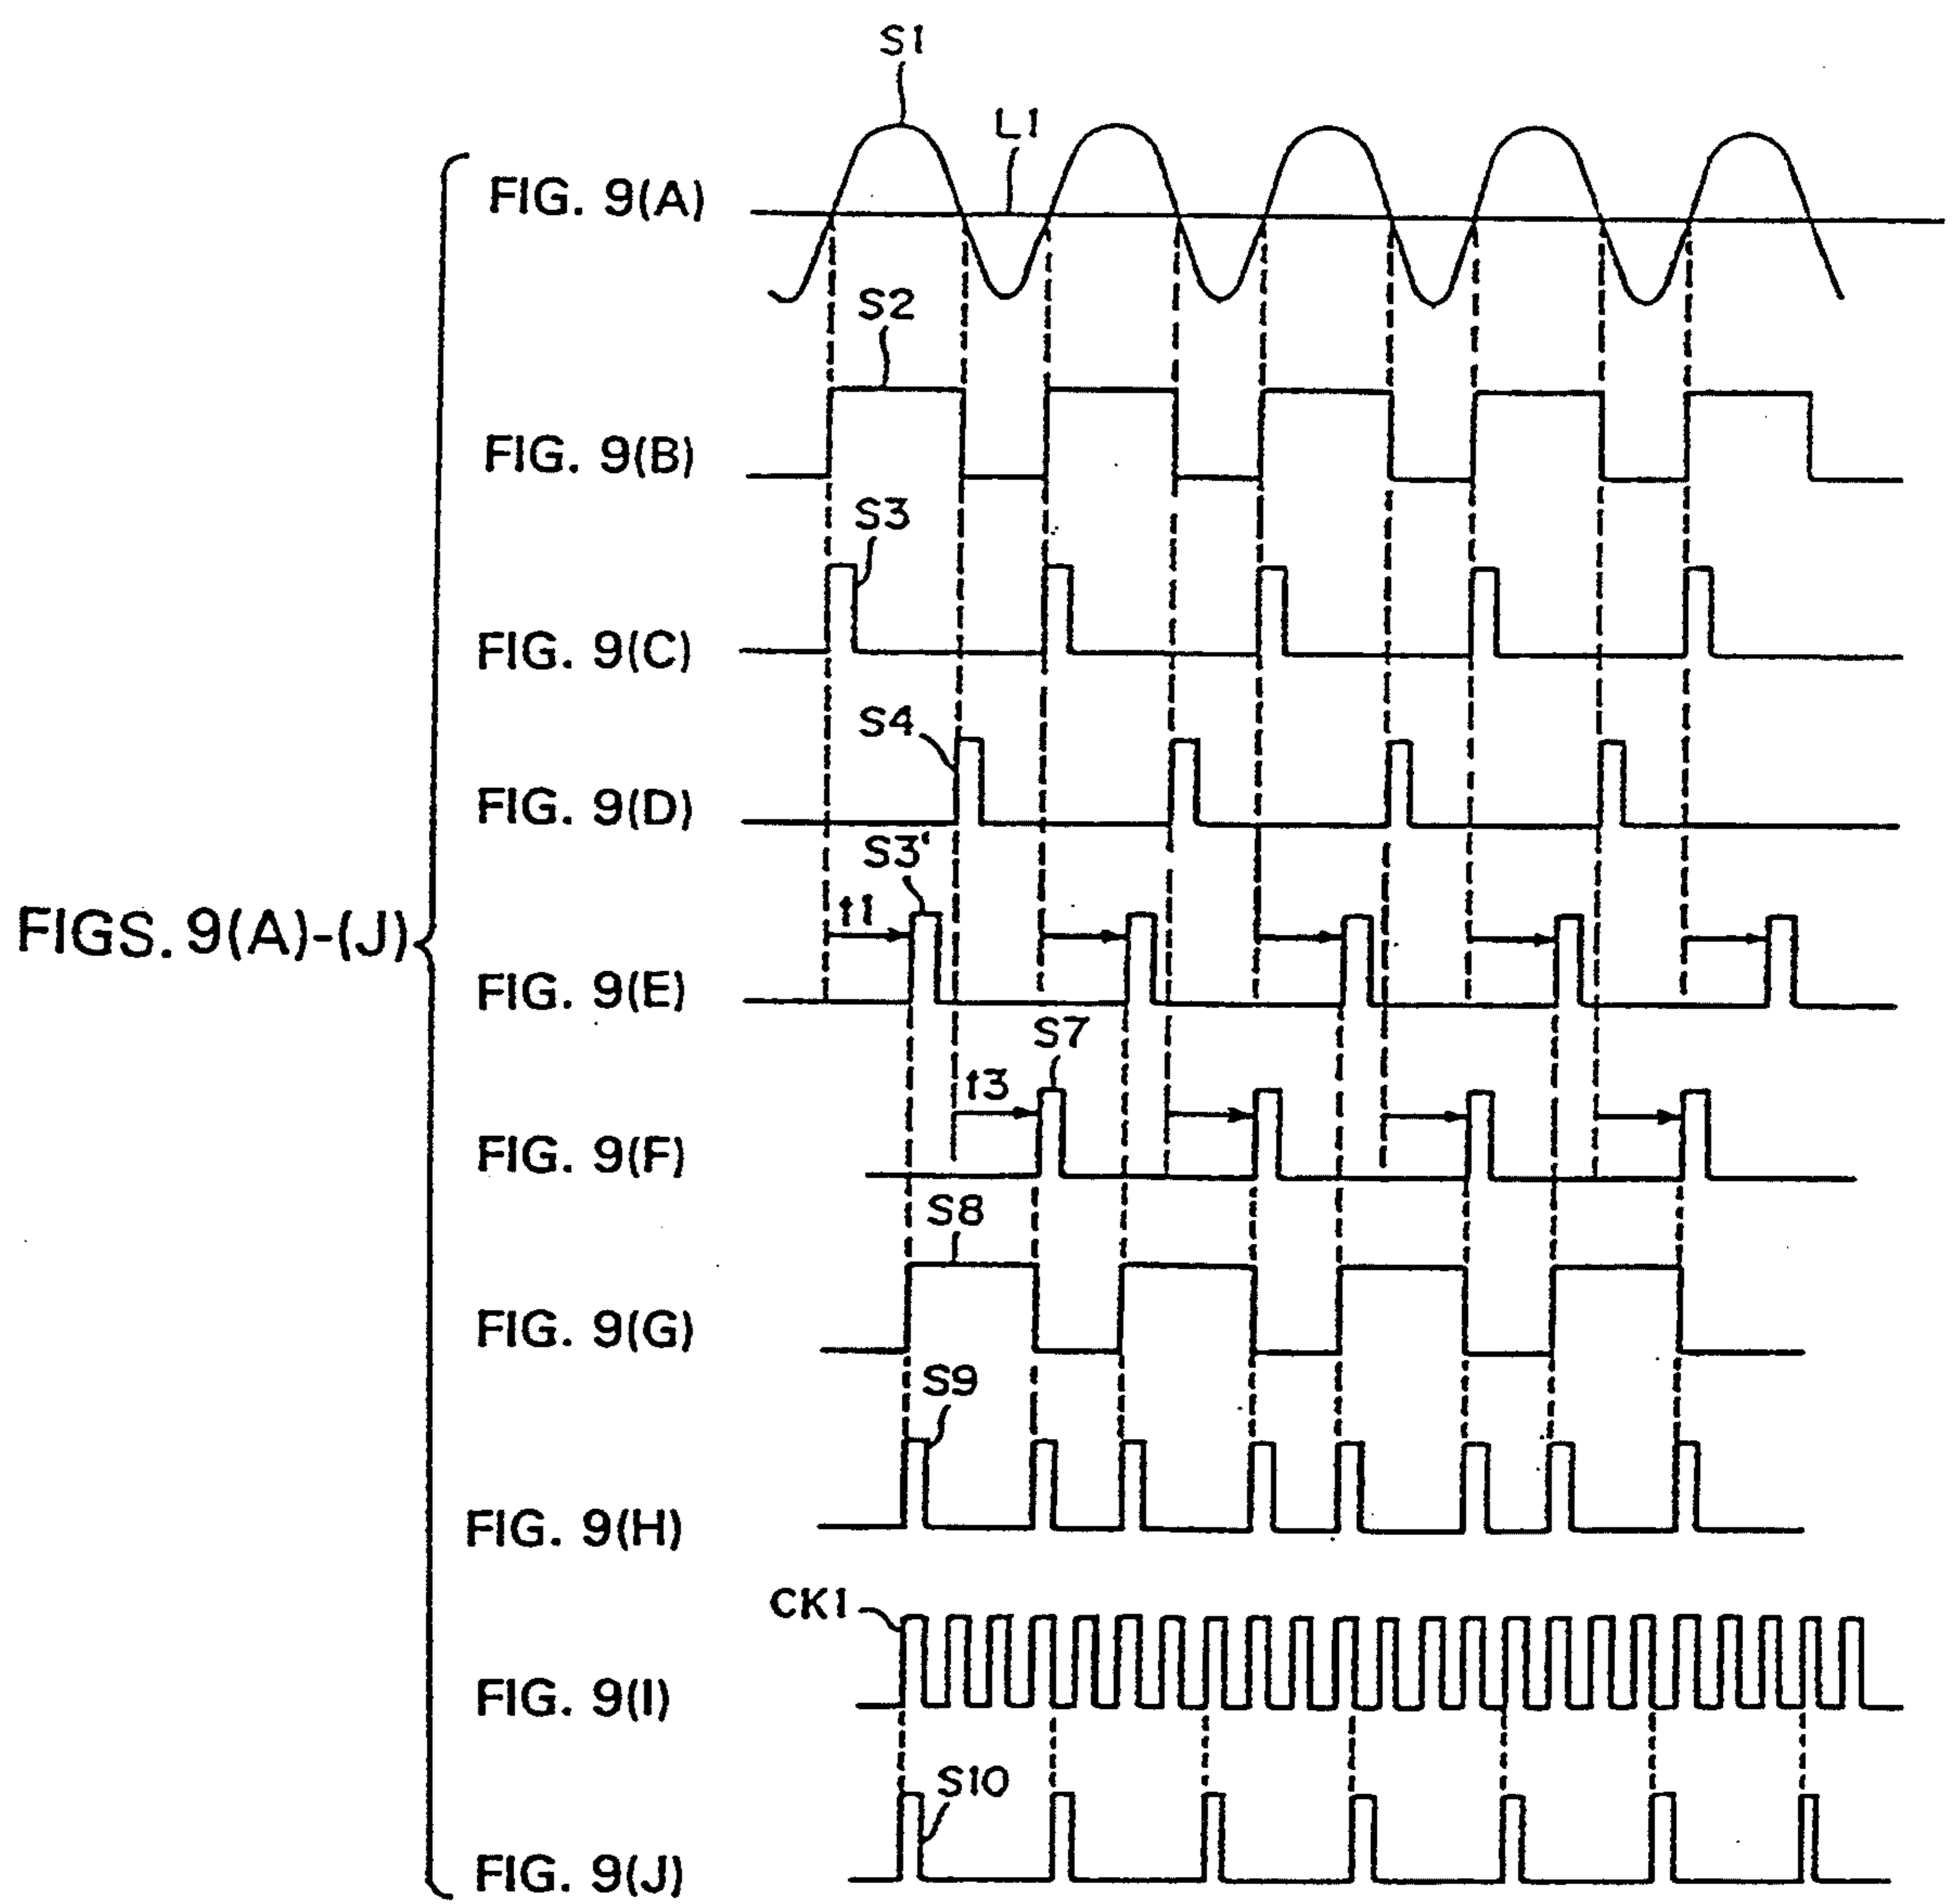 S1
L1
FIG. 9(A)
S2
FIG. 9(B)
S3
FIG. 9(C)
S4
FIG. 9(D)
S3'
FIGS. 9(A)-(J)
t1
FIG. 9(E)
S7
t3
FIG. 9(F)
S8
FIG. 9(G)
S9
FIG. 9(H)
CK1
FIG. 9(I)
S10
FIG. 9(J)